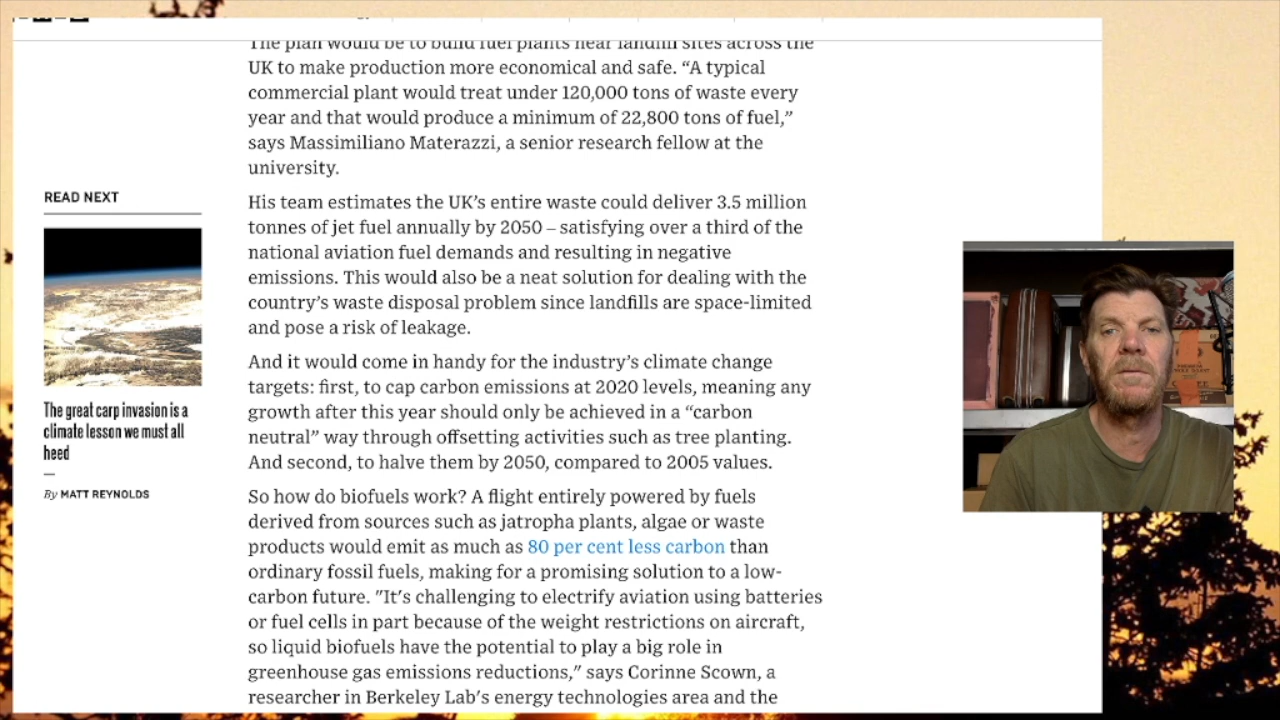 The plan would be to build fuel plants near landfill sites across the
UK to make production more economical and safe. “A typical
commercial plant would treat under 120,000 tons of waste every
year and that would produce a minimum of 22,800 tons of fuel,”
says Massimiliano Materazzi, a senior research fellow at the
university.
READ NEXT
The great carp invasion is a
climate lesson we must all
heed
By MATT REYNOLDS
His team estimates the UK’s entire waste could deliver 3.5 million
tonnes of jet fuel annually by 2050 – satisfying over a third of the
national aviation fuel demands and resulting in negative
emissions. This would also be a neat solution for dealing with the
country’s waste disposal problem since landfills are space-limited
and pose a risk of leakage.
And it would come in handy for the industry’s climate change
targets: first, to cap carbon emissions at 2020 levels, meaning any
growth after this year should only be achieved in a “carbon
neutral” way through offsetting activities such as tree planting.
And second, to halve them by 2050, compared to 2005 values.
So how do biofuels work? A flight entirely powered by fuels
derived from sources such as jatropha plants, algae or waste
products would emit as much as 80 per cent less carbon than
ordinary fossil fuels, making for a promising solution to a low-
carbon future. "It’s challenging to electrify aviation using batteries
or fuel cells in part because of the weight restrictions on aircraft,
so liquid biofuels have the potential to play a big role in
greenhouse gas emissions reductions,” says Corinne Scown, a
researcher in Berkeley Lab’s energy technologies area and the